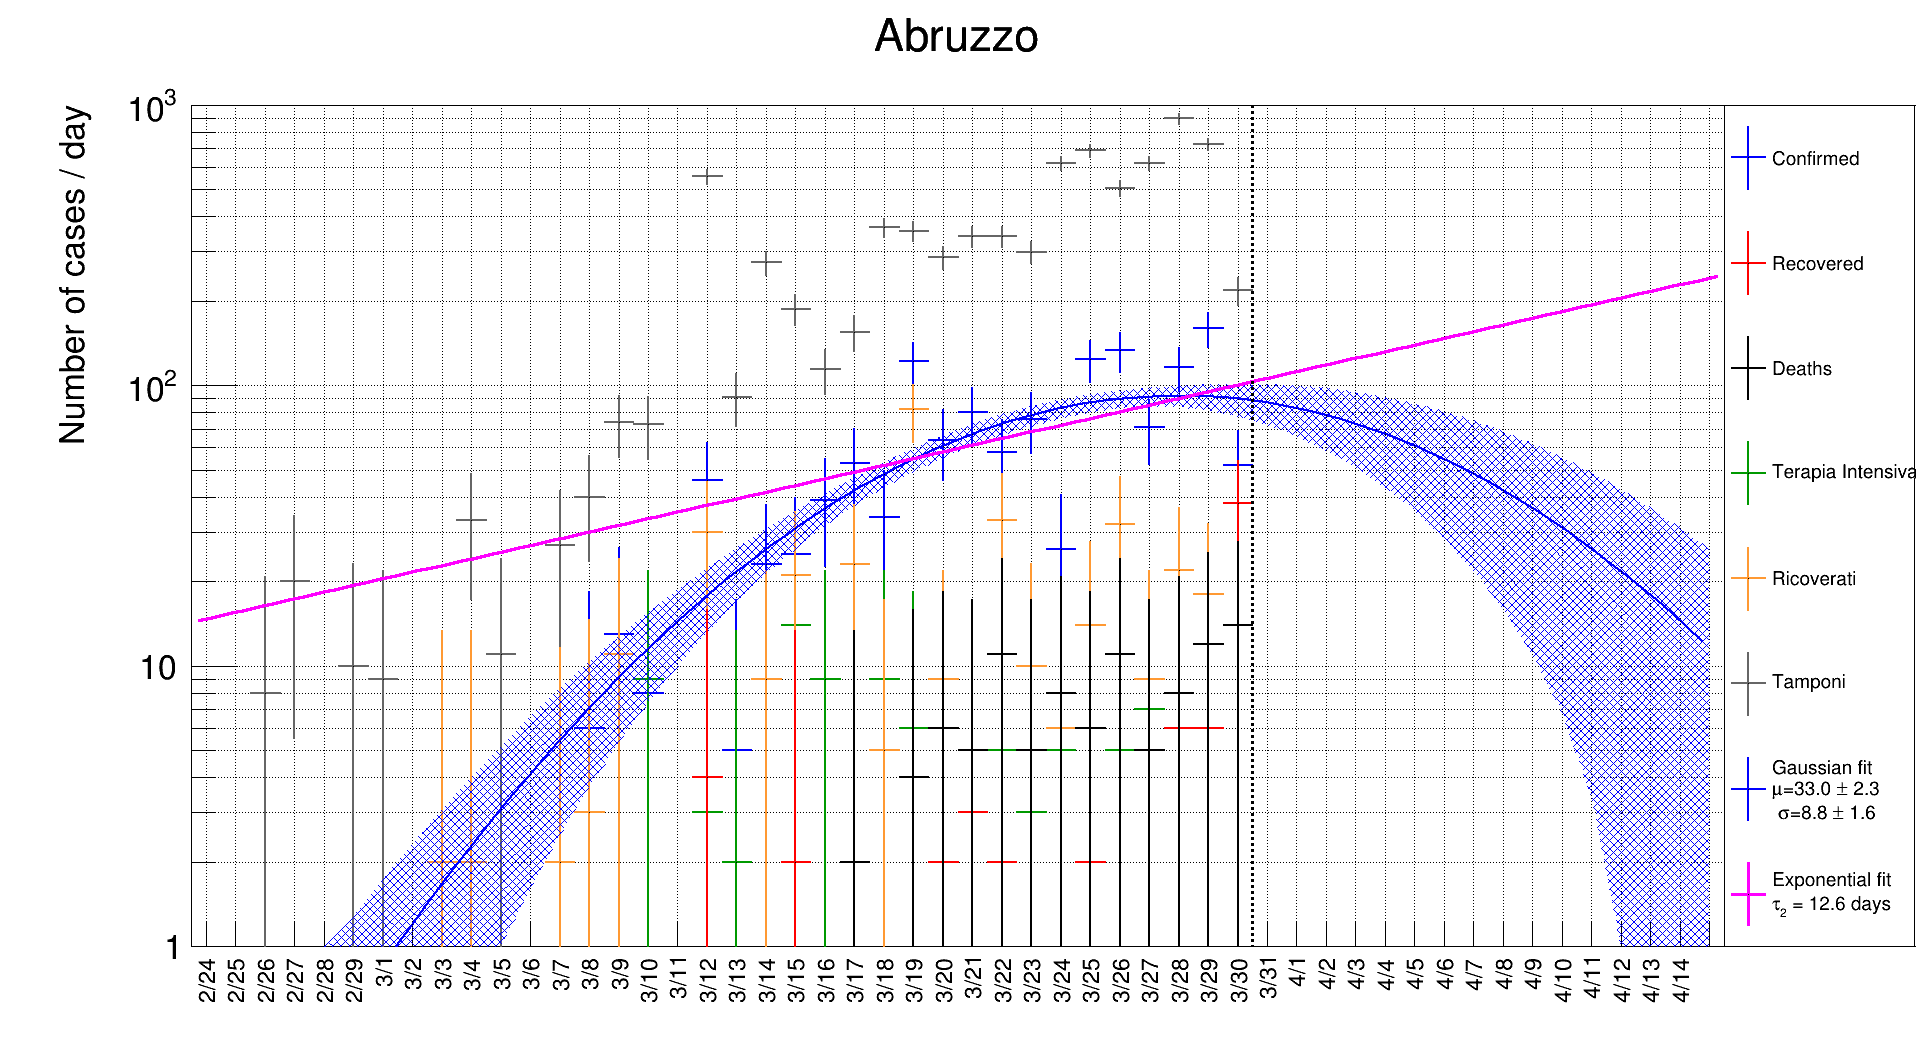 Abruzzo
Number of cases / day
10³
10²
10
1
2/24 2/25 2/26 2/27 2/28 2/29 3/1 3/2 3/3 3/4 3/5 3/6 3/7 3/8 3/9 3/10 3/11 3/12 3/13 3/14 3/15 3/16 3/17 3/18 3/19 3/20 3/21 3/22 3/23 3/24 3/25 3/26 3/27 3/28 3/29 3/30 3/31 4/1 4/2 4/3 4/4 4/5 4/6 4/7 4/8 4/9 4/10 4/11 4/12 4/13 4/14
Confirmed
Recovered
Deaths
Terapia Intensiva
Ricoverati
Tamponi
Gaussian fit
μ=33.0 ± 2.3
σ=8.8 ± 1.6
Exponential fit
τ₂ = 12.6 days